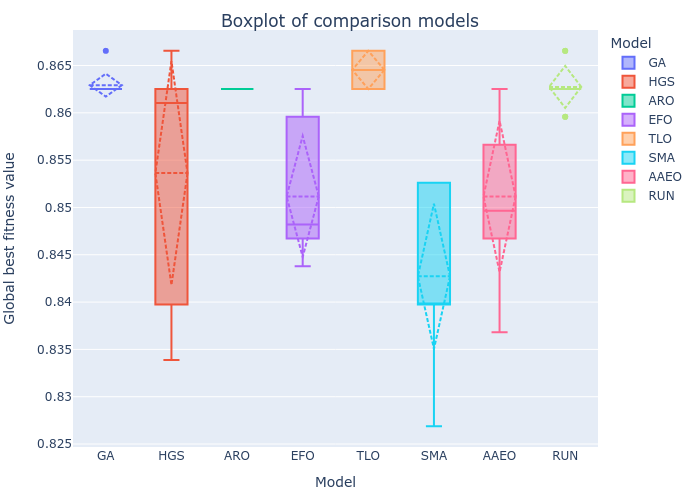 Boxplot of comparison models
Global best fitness value
0.865
0.86
0.855
0.85
0.845
0.84
0.835
0.83
0.825
GA HGS ARO EFO TLO SMA AAEO RUN
Model
Model
GA
HGS
ARO
EFO
TLO
SMA
AAEO
RUN